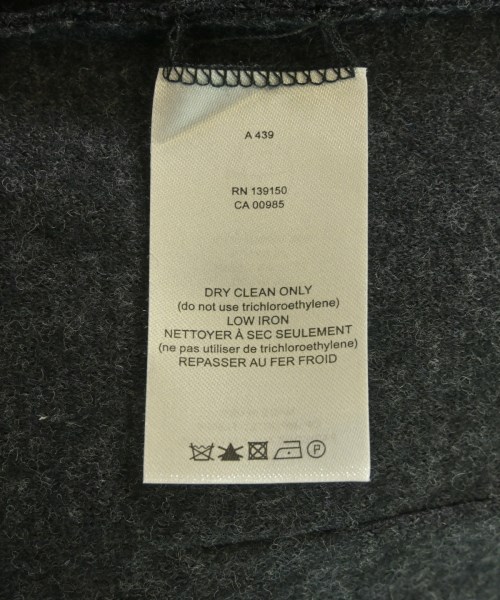 A 439
RN 139150
CA 00985
DRY CLEAN ONLY
(do not use trichloroethylene)
LOW IRON
NETTOYER À SEC SEULEMENT
(ne pas utiliser de trichloroethylene)
REPASSER AU FER FROID
P